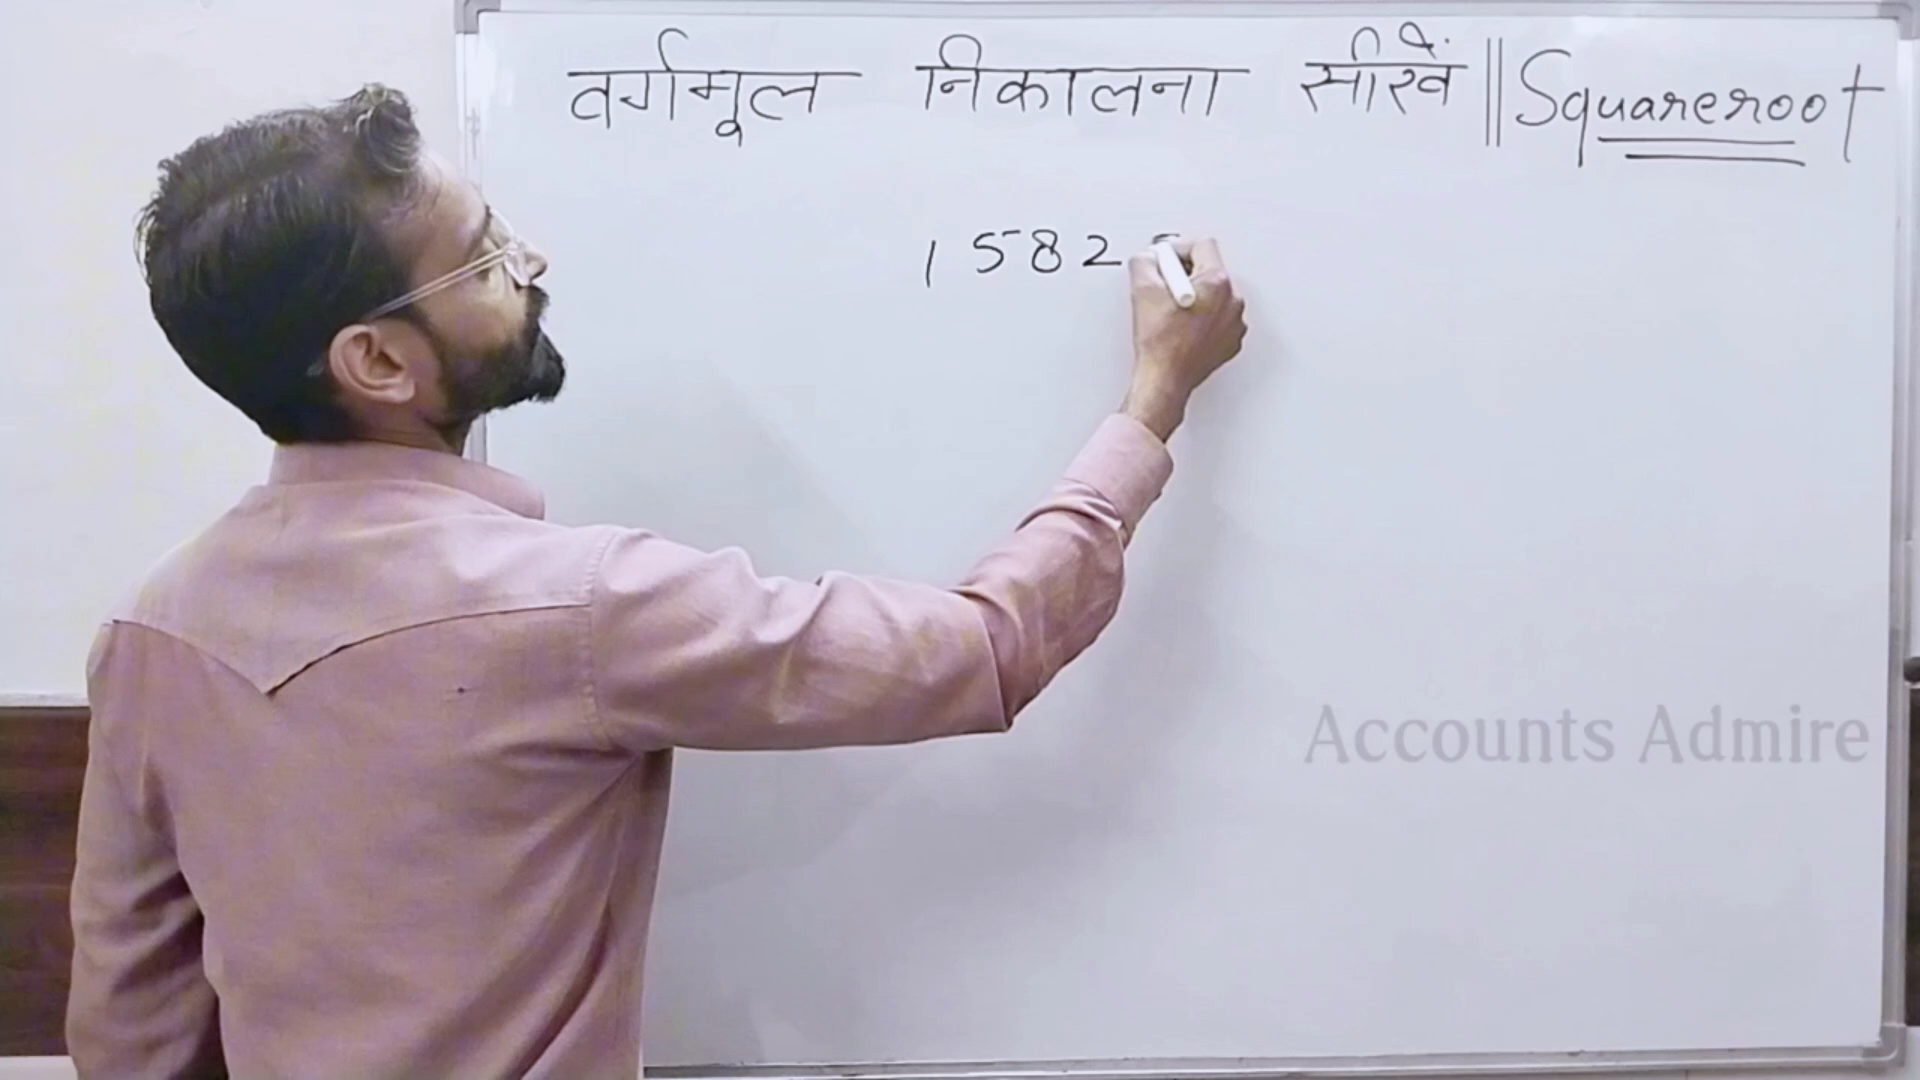 वर्गमूल निकालना सीखें || Squareroot
1582
Accounts Admire